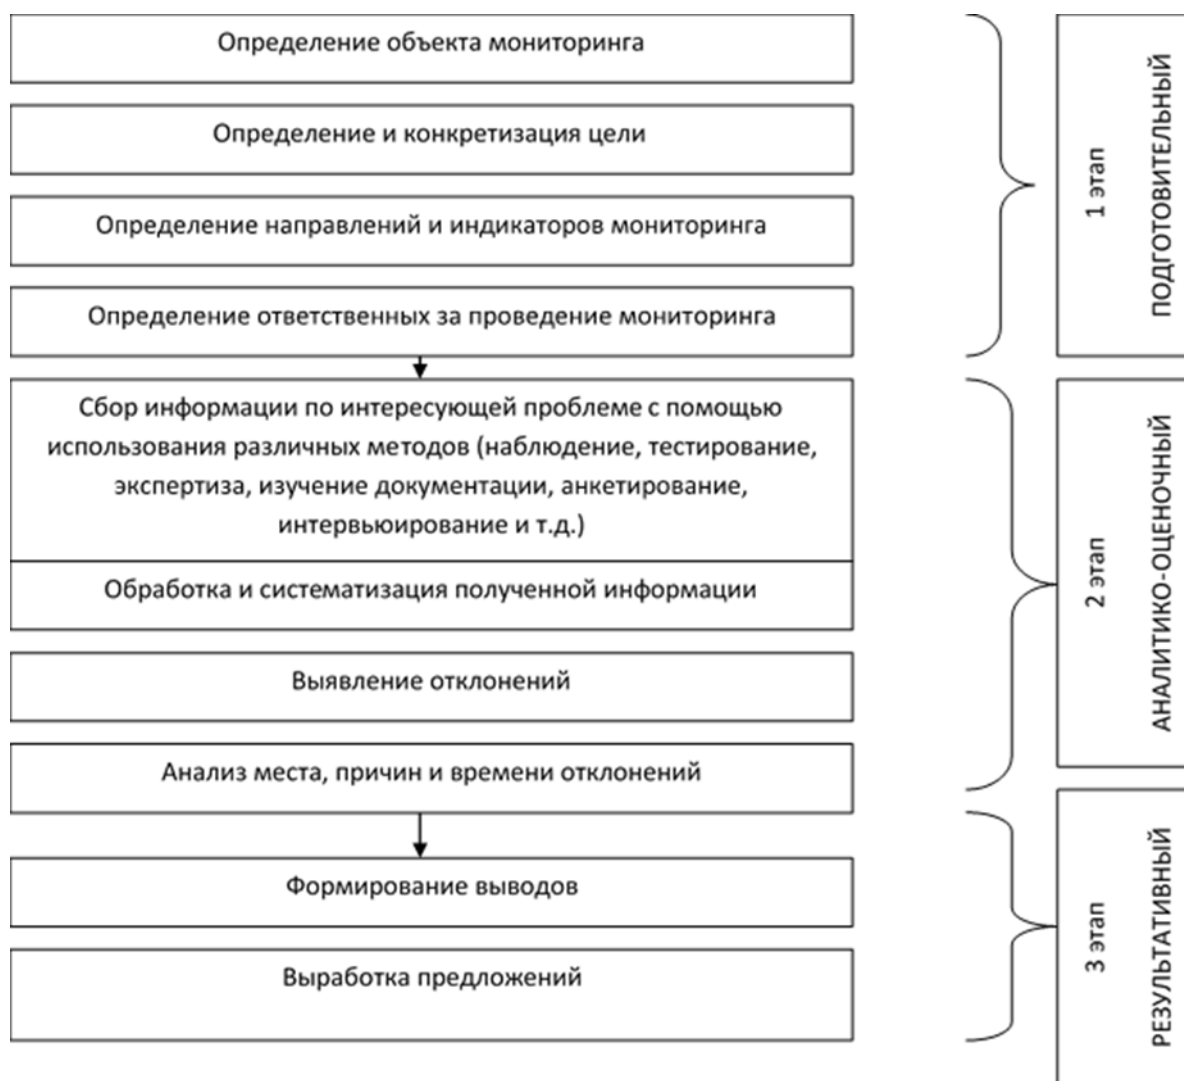 Определение объекта мониторинга
Определение и конкретизация цели
Определение направлений и индикаторов мониторинга
Определение ответственных за проведение мониторинга
1 этап
ПОДГОТОВИТЕЛЬНЫЙ
Сбор информации по интересующей проблеме с помощью
использования различных методов (наблюдение, тестирование,
экспертиза, изучение документации, анкетирование,
интервьюирование и т.д.)
Обработка и систематизация полученной информации
Выявление отклонений
Анализ места, причин и времени отклонений
2 этап
АНАЛИТИКО-ОЦЕНОЧНЫЙ
Формирование выводов
Выработка предложений
3 этап
РЕЗУЛЬТАТИВНЫЙ